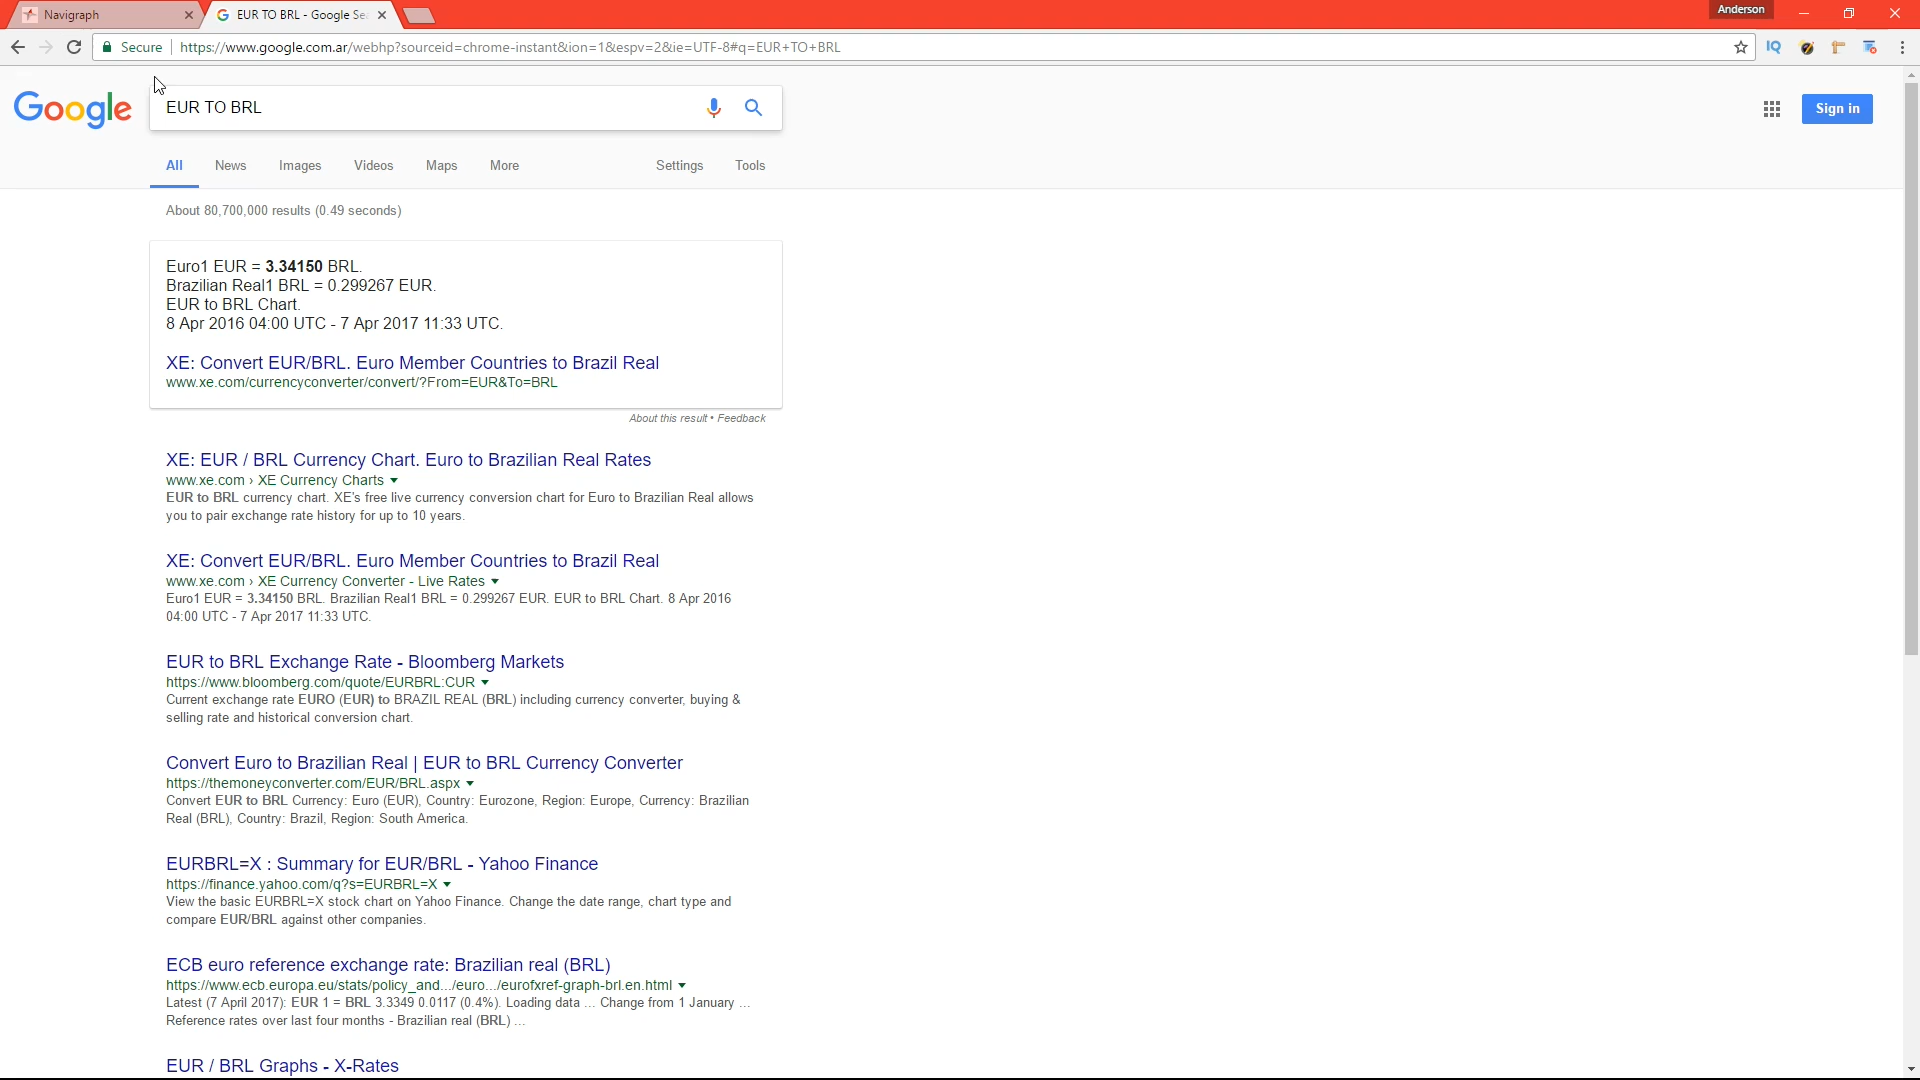 Navigraph
EUR TO BRL - Google Se
Anderson
Secure
https://www.google.com.ar/webhp?sourceid=chrome-instant&ion=1&espv=2&ie=UTF-8#q=EUR+TO+BRL
IQ
Google
EUR TO BRL
Sign in
All
News
Images
Videos
Maps
More
Settings
Tools
About 80,700,000 results (0.49 seconds)
Euro1 EUR = 3.34150 BRL.
Brazilian Real1 BRL = 0.299267 EUR.
EUR to BRL Chart.
8 Apr 2016 04:00 UTC - 7 Apr 2017 11:33 UTC.
XE: Convert EUR/BRL. Euro Member Countries to Brazil Real
www.xe.com/currencyconverter/convert/?From=EUR&To=BRL
About this result • Feedback
XE: EUR / BRL Currency Chart. Euro to Brazilian Real Rates
www.xe.com › XE Currency Charts
EUR to BRL currency chart. XE's free live currency conversion chart for Euro to Brazilian Real allows
you to pair exchange rate history for up to 10 years.
XE: Convert EUR/BRL. Euro Member Countries to Brazil Real
www.xe.com › XE Currency Converter - Live Rates
Euro1 EUR = 3.34150 BRL. Brazilian Real1 BRL = 0.299267 EUR. EUR to BRL Chart. 8 Apr 2016
04:00 UTC - 7 Apr 2017 11:33 UTC.
EUR to BRL Exchange Rate - Bloomberg Markets
https://www.bloomberg.com/quote/EURBRL:CUR
Current exchange rate EURO (EUR) to BRAZIL REAL (BRL) including currency converter, buying &
selling rate and historical conversion chart.
Convert Euro to Brazilian Real | EUR to BRL Currency Converter
https://themoneyconverter.com/EUR/BRL.aspx
Convert EUR to BRL Currency: Euro (EUR), Country: Eurozone, Region: Europe, Currency: Brazilian
Real (BRL), Country: Brazil, Region: South America.
EURBRL=X : Summary for EUR/BRL - Yahoo Finance
https://finance.yahoo.com/q?s=EURBRL=X
View the basic EURBRL=X stock chart on Yahoo Finance. Change the date range, chart type and
compare EUR/BRL against other companies.
ECB euro reference exchange rate: Brazilian real (BRL)
https://www.ecb.europa.eu/stats/policy_and.../euro.../eurofxref-graph-brl.en.html
Latest (7 April 2017): EUR 1 = BRL 3.3349 0.0117 (0.4%). Loading data ... Change from 1 January ...
Reference rates over last four months - Brazilian real (BRL) ...
EUR / BRL Graphs - X-Rates